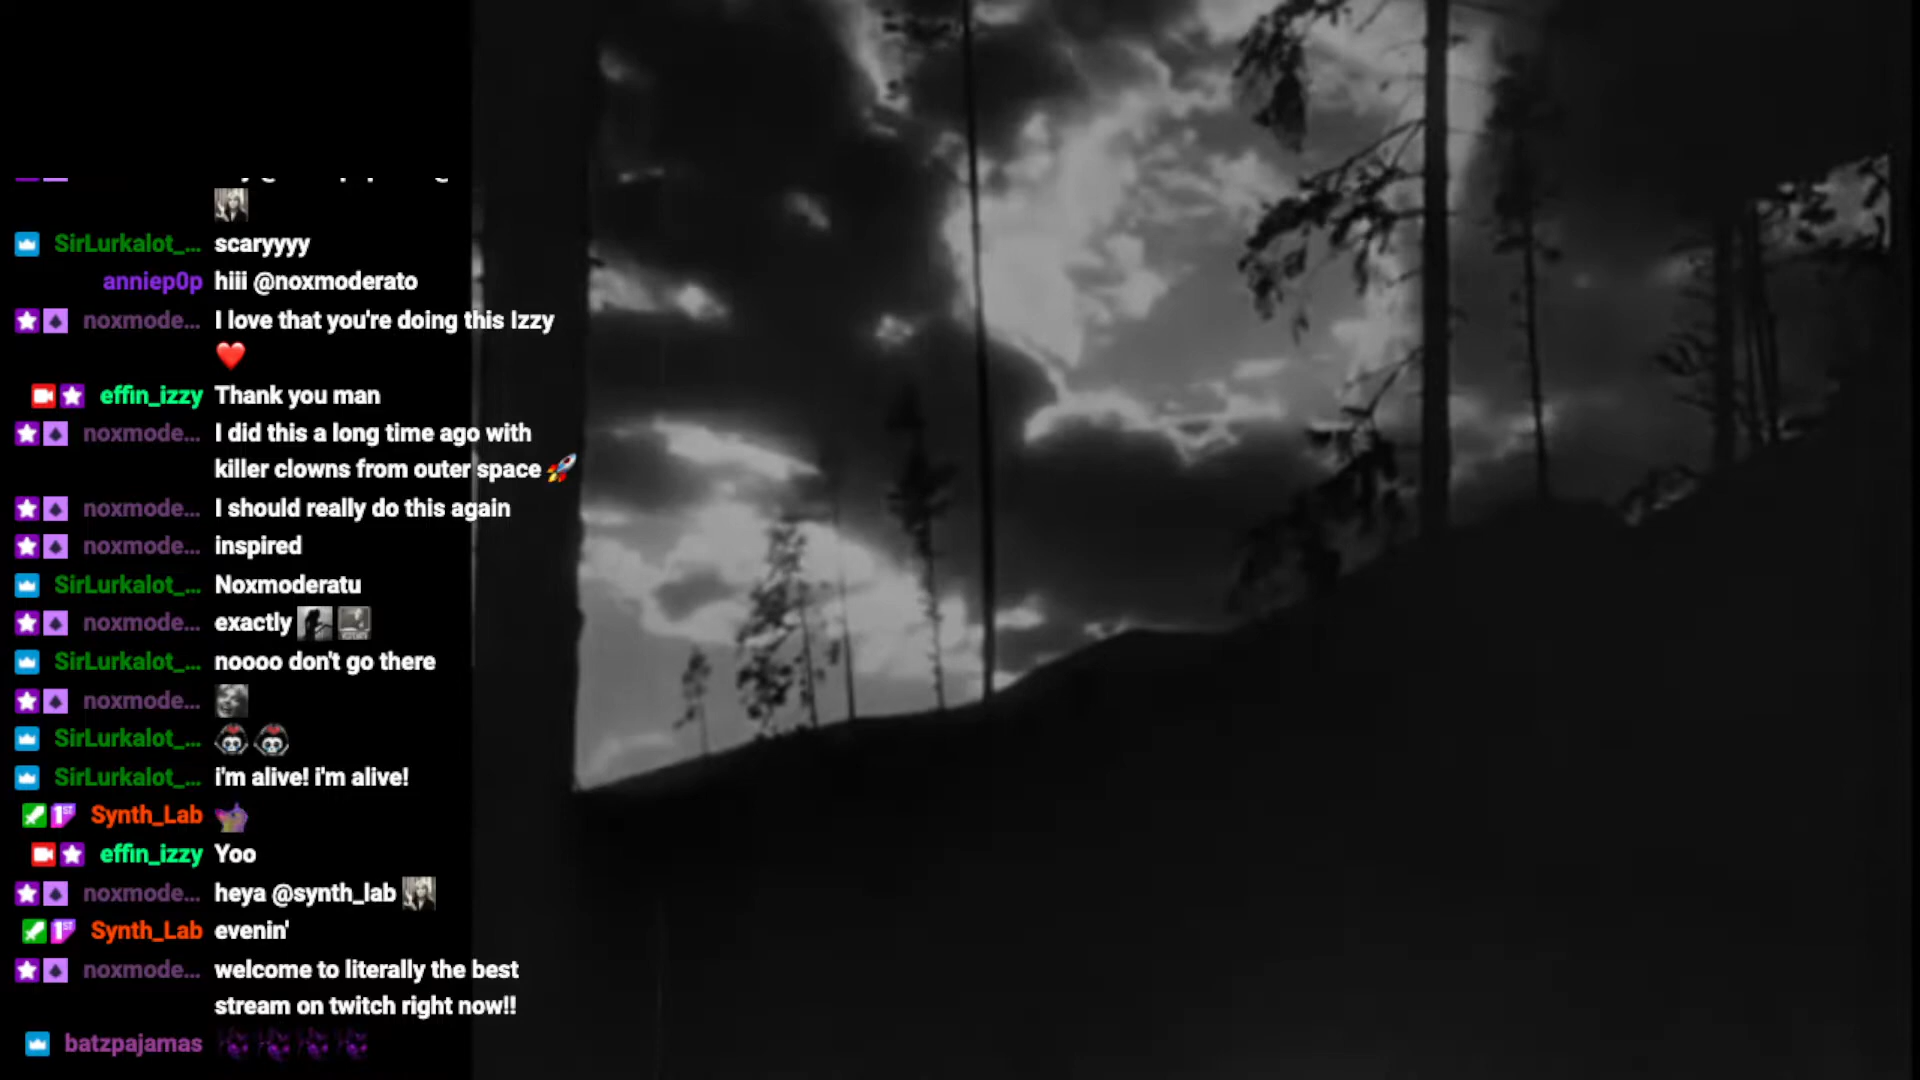 SirLurkalot_... scaryyyy
anniep0p hiii @noxmoderato
noxmode... I love that you're doing this Izzy
effin_izzy Thank you man
noxmode... I did this a long time ago with
killer clowns from outer space
noxmode... I should really do this again
noxmode... inspired
SirLurkalot_... Noxmoderatu
noxmode... exactly
SirLurkalot_... noooo don't go there
noxmode...
SirLurkalot_...
SirLurkalot_... i'm alive! i'm alive!
1ST Synth_Lab
effin_izzy Yoo
noxmode... heya @synth_lab
1ST Synth_Lab evenin'
noxmode... welcome to literally the best
stream on twitch right now!!
batzpajamas